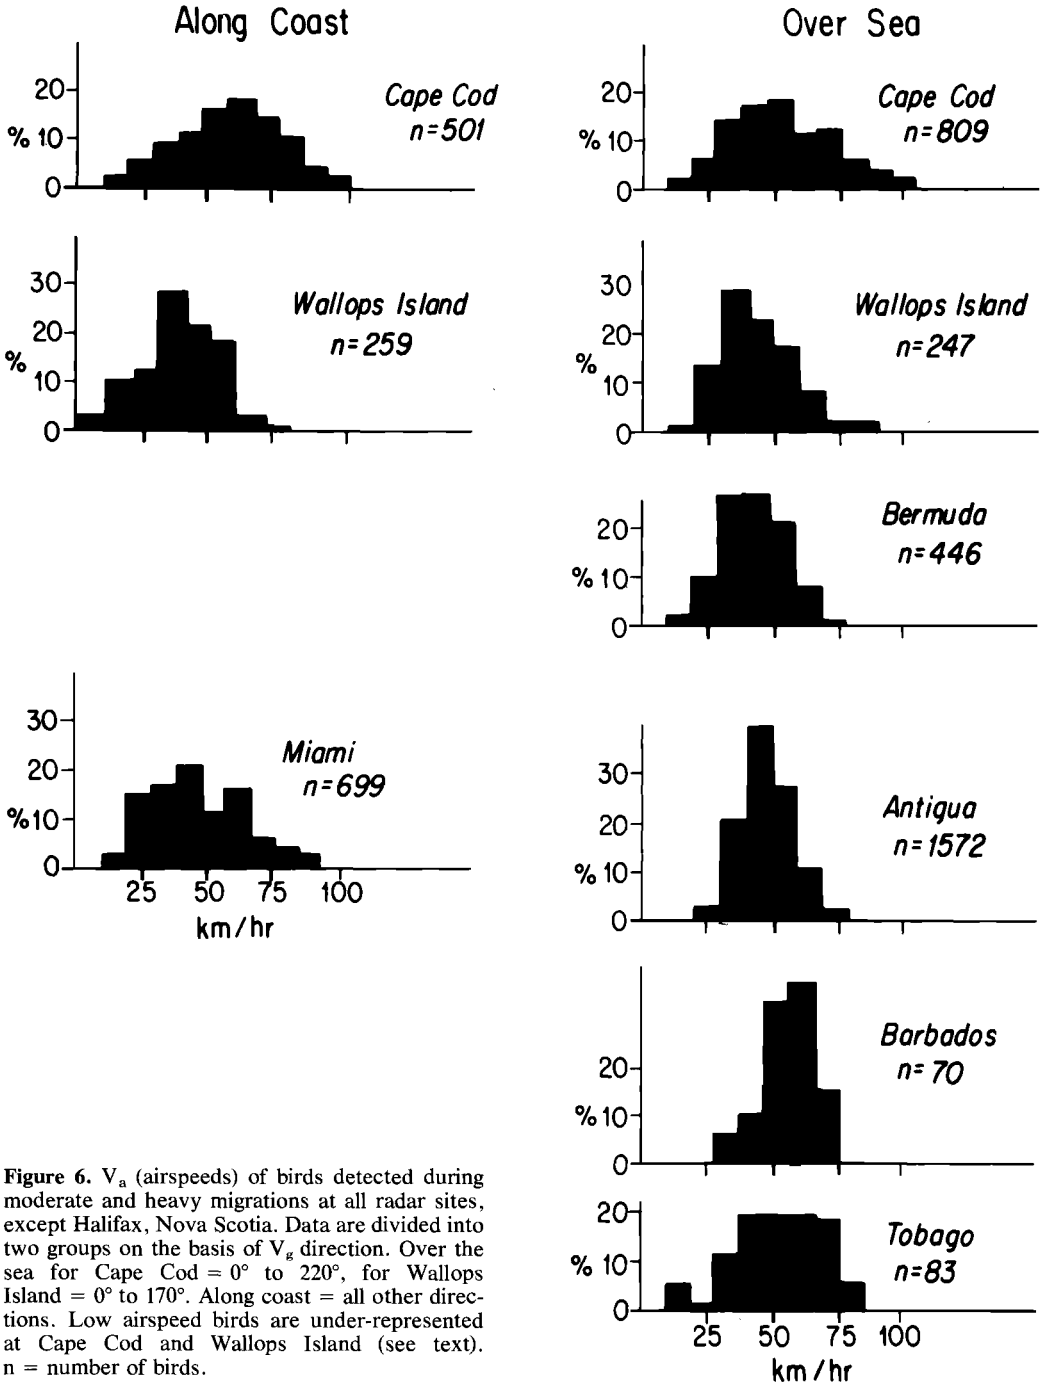 Along Coast
20
% 10
0
Cape Cod
n=501
30
20
%
10
0
Wallops Island
n=259
30
20
%10
0
Miami
n=699
25 50 75 100
km/hr
Over Sea
20
% 10
0
Cape Cod
n=809
30
20
%
10
0
Wallops Island
n=247
20
% 10
0
Bermuda
n=446
30
20
% 10
0
Antigua
n=1572
20
% 10
0
Barbados
n=70
20
% 10
0
Tobago
n=83
25 50 75 100
km/hr
Figure 6. Va (airspeeds) of birds detected during
moderate and heavy migrations at all radar sites,
except Halifax, Nova Scotia. Data are divided into
two groups on the basis of Vg direction. Over the
sea for Cape Cod = 0° to 220°, for Wallops
Island = 0° to 170°. Along coast = all other direc-
tions. Low airspeed birds are under-represented
at Cape Cod and Wallops Island (see text).
n = number of birds.